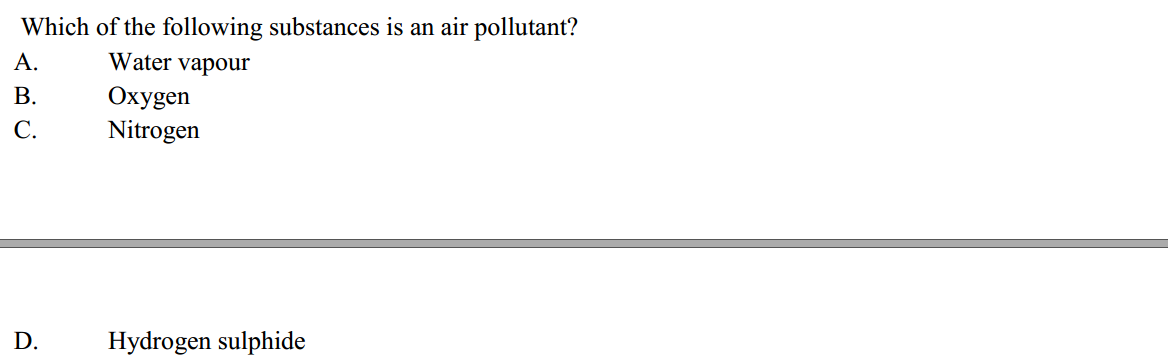 Which of the following substances is an air pollutant?
A. Water vapour
B. Oxygen
C. Nitrogen
D. Hydrogen sulphide